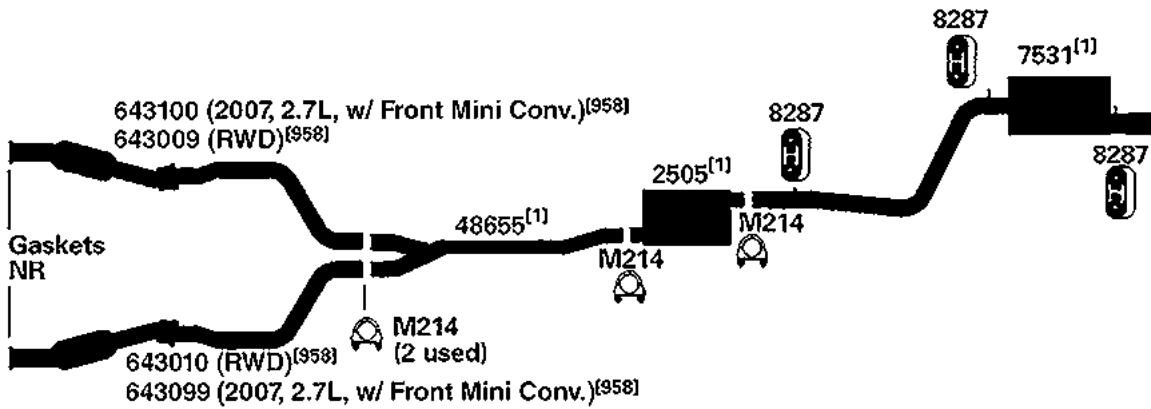 8287
7531[1]
643100 (2007, 2.7L, w/ Front Mini Conv.)[958]
643009 (RWD)[958]
8287
2505[1]
8287
48655[1]
M214
M214
Gaskets
NR
M214
(2 used)
643010 (RWD)[958]
643099 (2007, 2.7L, w/ Front Mini Conv.)[958]